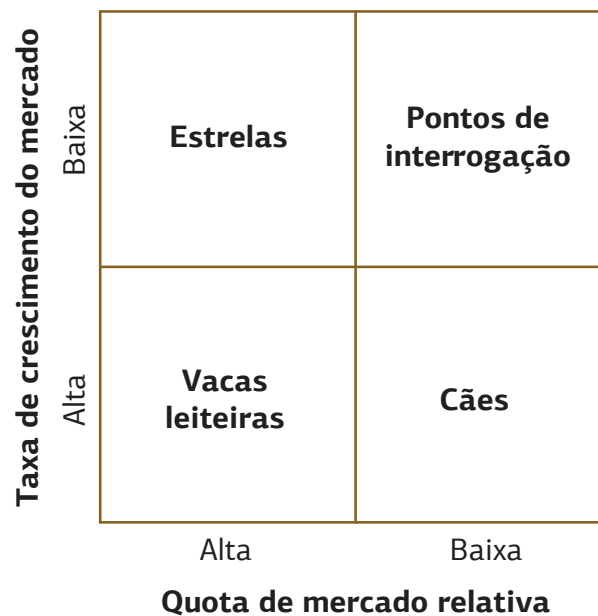 Taxa de crescimento do mercado
Baixa
Estrelas
Pontos de
interrogação
Alta
Vacas
leiteiras
Cães
Alta
Baixa
Quota de mercado relativa